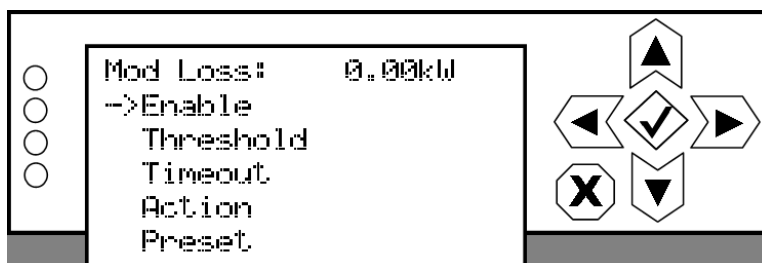 Mod Loss: 0.00kW
->Enable
Threshold
Timeout
Action
Preset
X